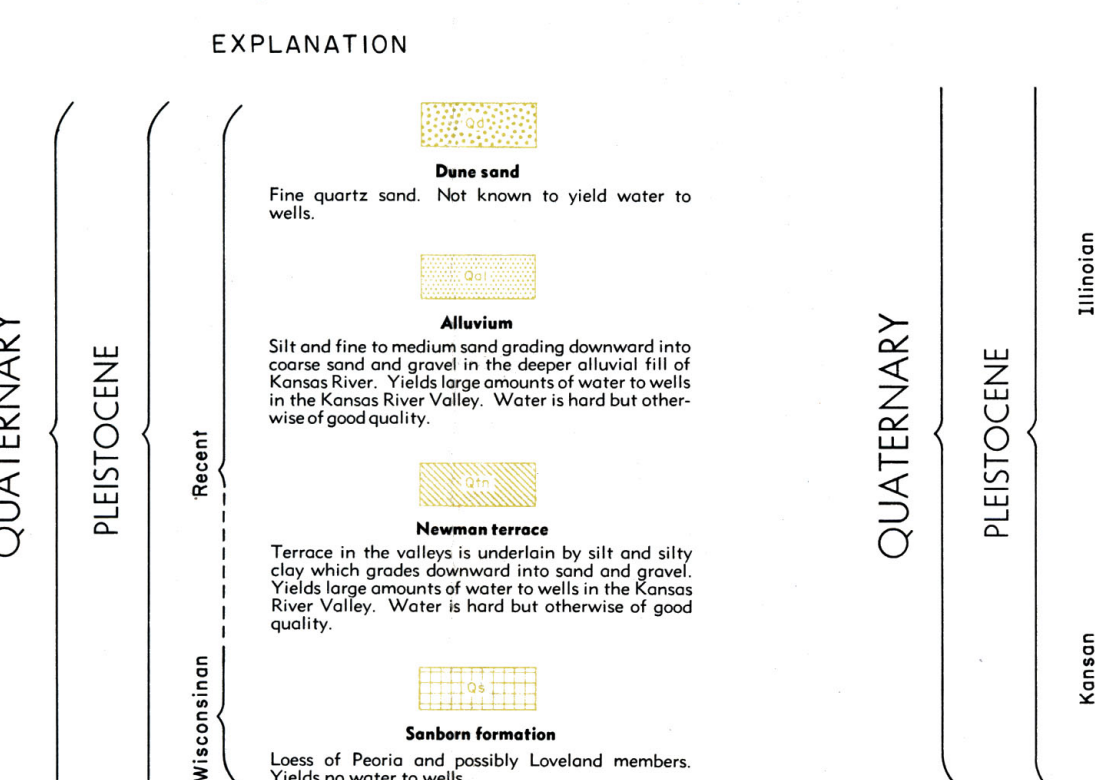 EXPLANATION
Qd
Dune sand
Fine quartz sand. Not known to yield water to
wells.
Qal
Alluvium
Silt and fine to medium sand grading downward into
coarse sand and gravel in the deeper alluvial fill of
Kansas River. Yields large amounts of water to wells
in the Kansas River Valley. Water is hard but other-
wise of good quality.
Qtn
Newman terrace
Terrace in the valleys is underlain by silt and silty
clay which grades downward into sand and gravel.
Yields large amounts of water to wells in the Kansas
River Valley. Water is hard but otherwise of good
quality.
Qs
Sanborn formation
Loess of Peoria and possibly Loveland members.
Yields no water to wells.
QUATERNARY
PLEISTOCENE
Recent
Wisconsinan
QUATERNARY
PLEISTOCENE
Illinoian
Kansan